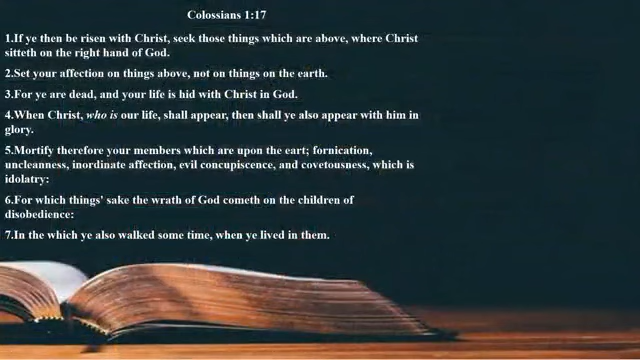 Colossians 1:17
1.If ye then be risen with Christ, seek those things which are above, where Christ
sitteth on the right hand of God.
2.Set your affection on things above, not on things on the earth.
3.For ye are dead, and your life is hid with Christ in God.
4.When Christ, who is our life, shall appear, then shall ye also appear with him in
glory.
5.Mortify therefore your members which are upon the eart; fornication,
uncleanness, inordinate affection, evil concupiscence, and covetousness, which is
idolatry:
6.For which things' sake the wrath of God cometh on the children of
disobedience:
7.In the which ye also walked some time, when ye lived in them.